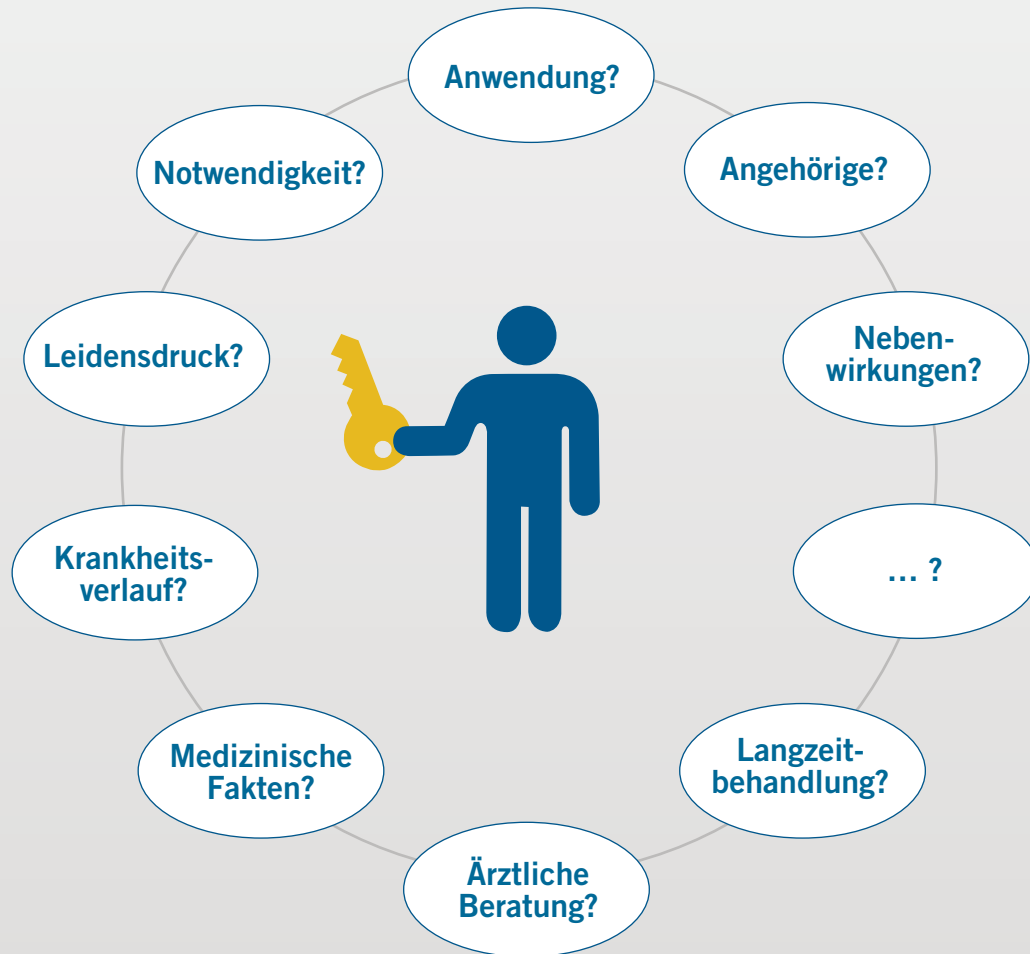 Anwendung?
Angehörige?
Neben-
wirkungen?
... ?
Langzeit-
behandlung?
Ärztliche
Beratung?
Medizinische
Fakten?
Krankheits-
verlauf?
Leidensdruck?
Notwendigkeit?